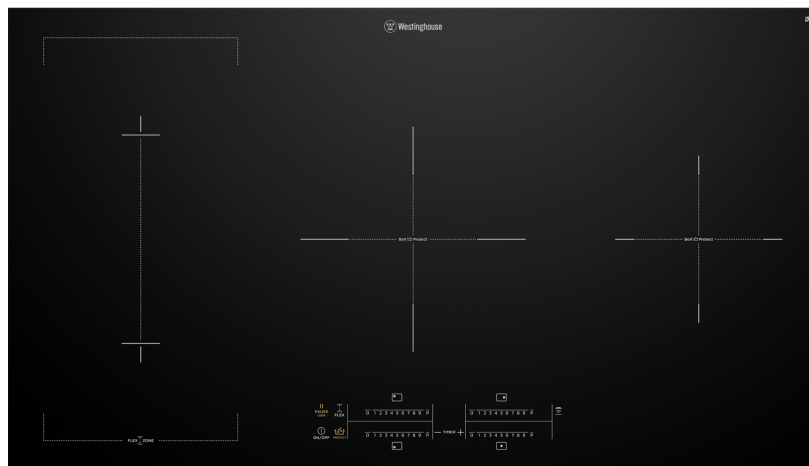 Westinghouse
Boil Protect
Boil Protect
PAUSE
LOCK
FLEX
0 1 2 3 4 5 6 7 8 9 P
0 1 2 3 4 5 6 7 8 9 P
ON/OFF
PROTECT
0 1 2 3 4 5 6 7 8 9 P
— TIMER +
0 1 2 3 4 5 6 7 8 9 P
FLEX ZONE